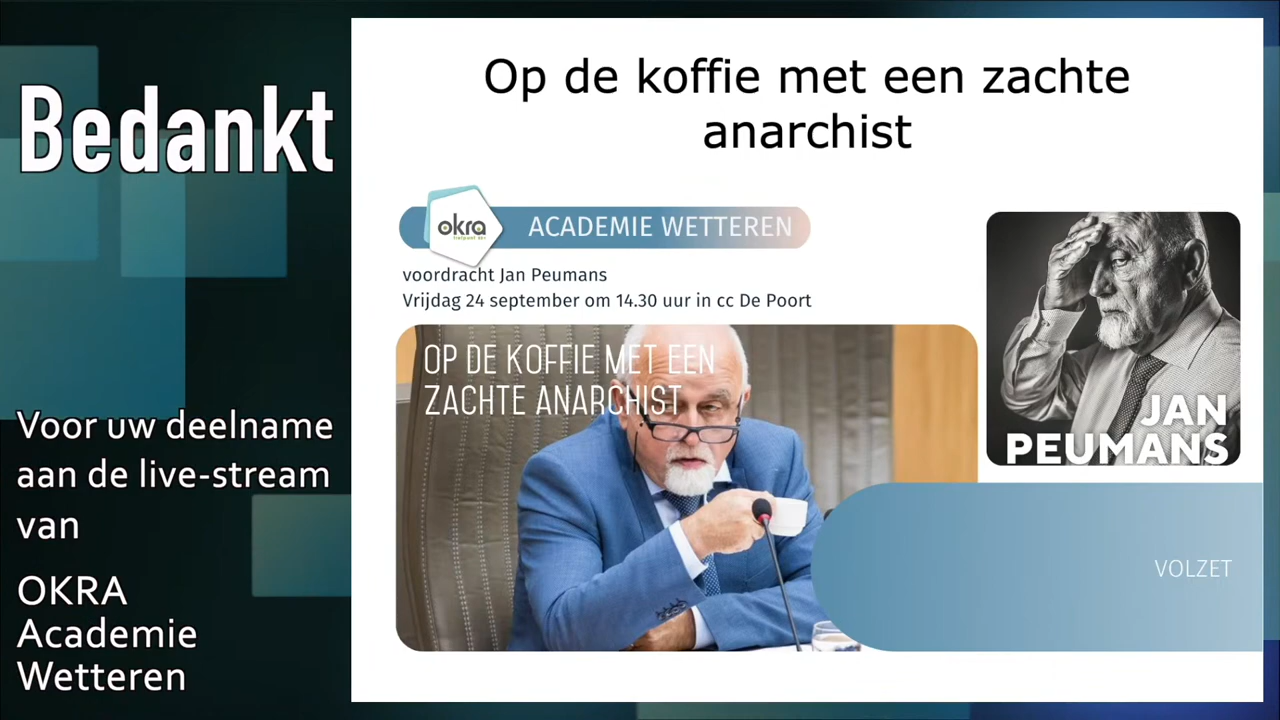 Bedankt
Voor uw deelname
aan de live-stream
van
OKRA
Academie
Wetteren
Op de koffie met een zachte
anarchist
okra
trefpunt 55+
ACADEMIE WETTEREN
voordracht Jan Peumans
Vrijdag 24 september om 14.30 uur in cc De Poort
OP DE KOFFIE MET EEN
ZACHTE ANARCHIST
JAN
PEUMANS
VOLZET